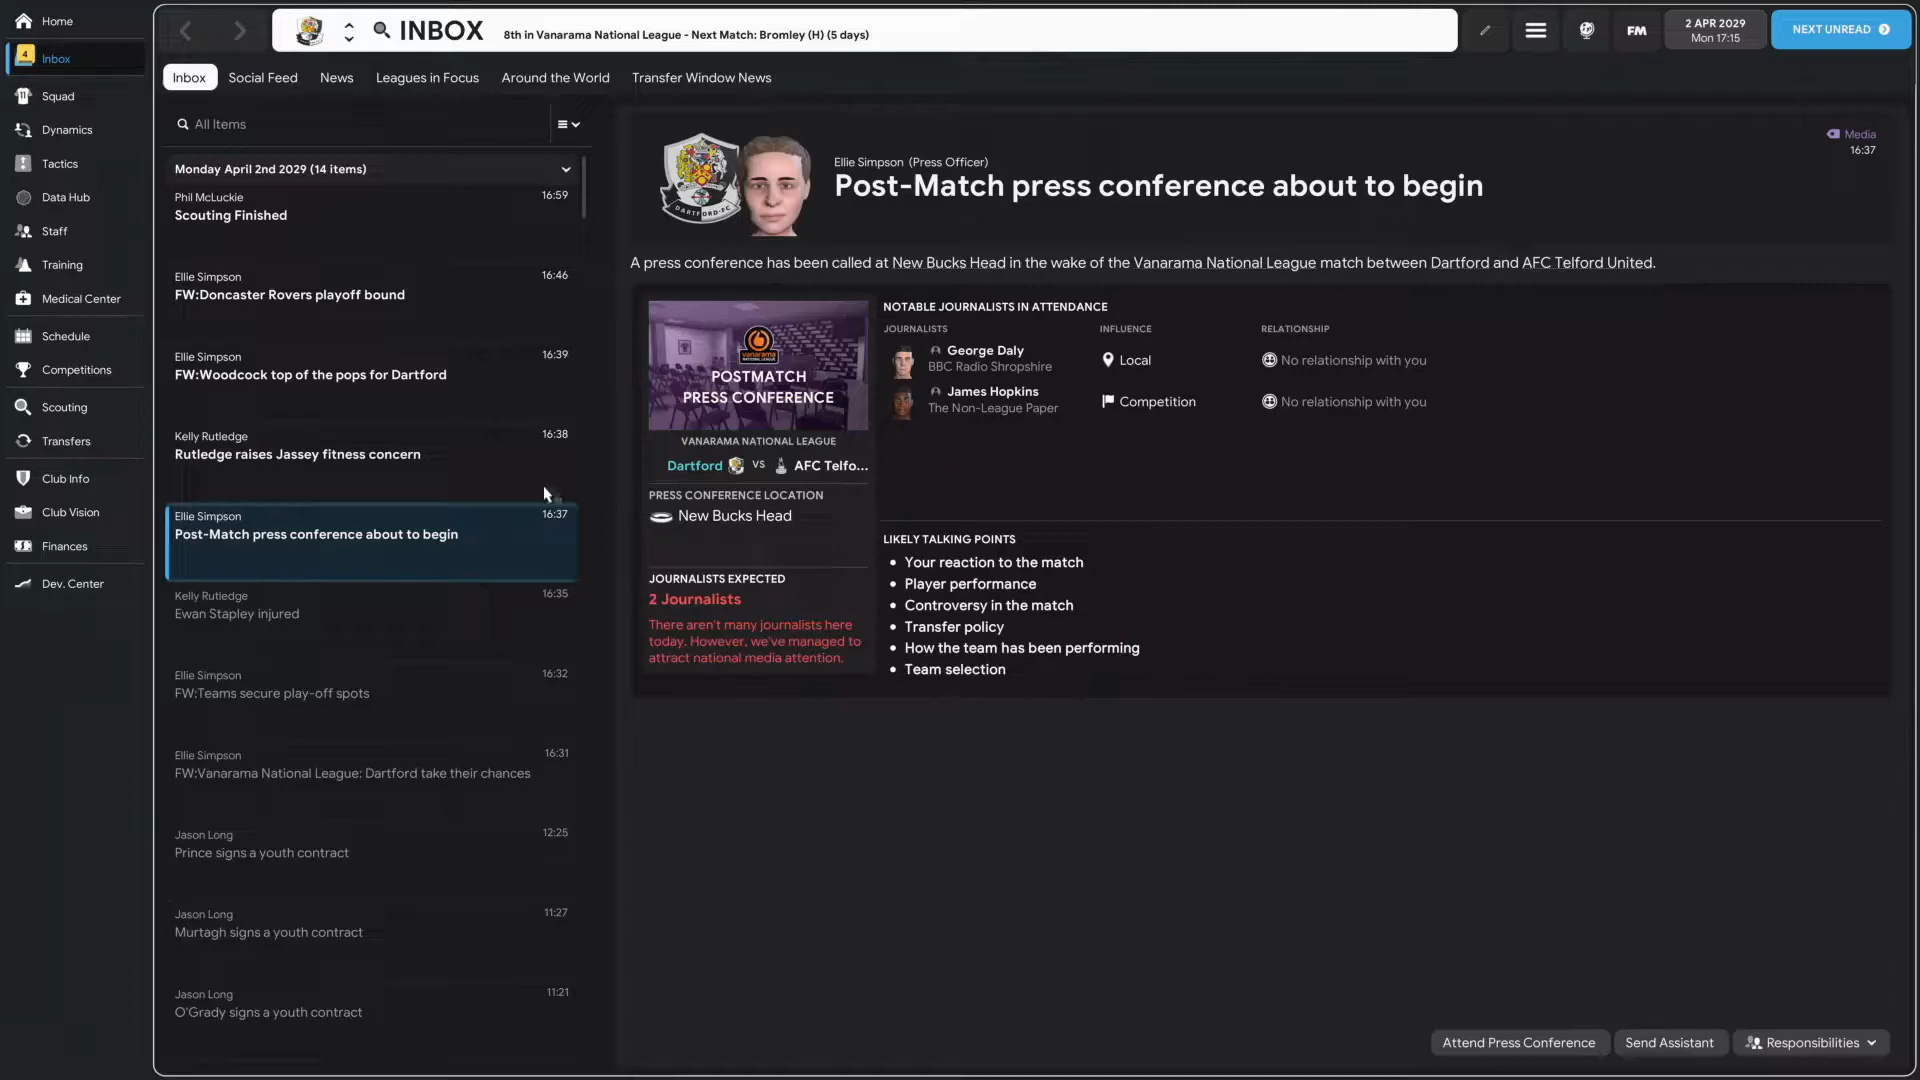 Home
4
Inbox
Squad
Dynamics
Tactics
Data Hub
Staff
Training
Medical Center
Schedule
Competitions
Scouting
Transfers
Club Info
Club Vision
Finances
Dev. Center
INBOX
8th in Vanarama National League - Next Match: Bromley (H) (5 days)
FM
2 APR 2029
Mon 17:15
NEXT UNREAD
Inbox
Social Feed
News
Leagues in Focus
Around the World
Transfer Window News
All Items
Monday April 2nd 2029 (14 items)
Phil McLuckie
16:59
Scouting Finished
Ellie Simpson
16:46
FW:Doncaster Rovers playoff bound
Ellie Simpson
16:39
FW:Woodcock top of the pops for Dartford
Kelly Rutledge
16:38
Rutledge raises Jassey fitness concern
Ellie Simpson
16:37
Post-Match press conference about to begin
Kelly Rutledge
16:35
Ewan Stapley injured
Ellie Simpson
16:32
FW:Teams secure play-off spots
Ellie Simpson
16:31
FW:Vanarama National League: Dartford take their chances
Jason Long
12:25
Prince signs a youth contract
Jason Long
11:27
Murtagh signs a youth contract
Jason Long
11:21
O'Grady signs a youth contract
DARTFORD FC
Ellie Simpson (Press Officer)
Post-Match press conference about to begin
Media
16:37
A press conference has been called at New Bucks Head in the wake of the Vanarama National League match between Dartford and AFC Telford United.
vanarama
NATIONAL LEAGUE
POSTMATCH
PRESS CONFERENCE
VANARAMA NATIONAL LEAGUE
Dartford VS AFC Telfo...
PRESS CONFERENCE LOCATION
New Bucks Head
JOURNALISTS EXPECTED
2 Journalists
There aren't many journalists here
today. However, we've managed to
attract national media attention.
NOTABLE JOURNALISTS IN ATTENDANCE
JOURNALISTS
INFLUENCE
RELATIONSHIP
George Daly
BBC Radio Shropshire
Local
No relationship with you
James Hopkins
The Non-League Paper
Competition
No relationship with you
LIKELY TALKING POINTS
• Your reaction to the match
• Player performance
• Controversy in the match
• Transfer policy
• How the team has been performing
• Team selection
Attend Press Conference
Send Assistant
Responsibilities